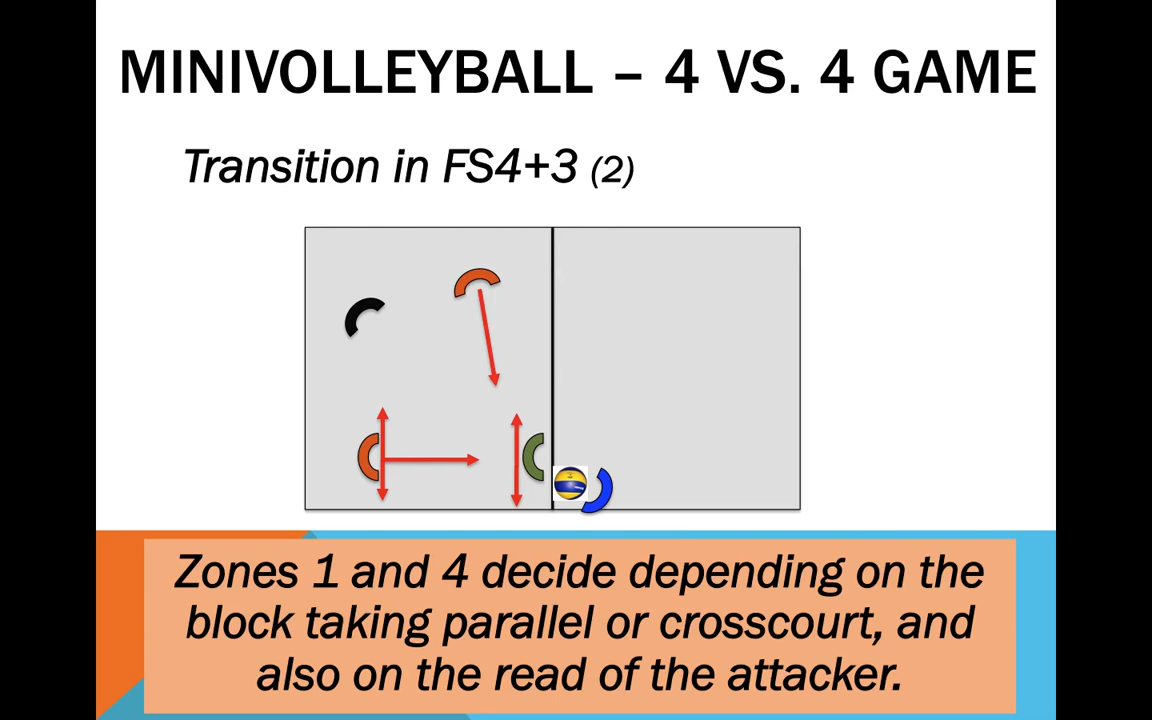 MINIVOLLEYBALL – 4 VS. 4 GAME
Transition in FS4+3 (2)
Zones 1 and 4 decide depending on the
block taking parallel or crosscourt, and
also on the read of the attacker.